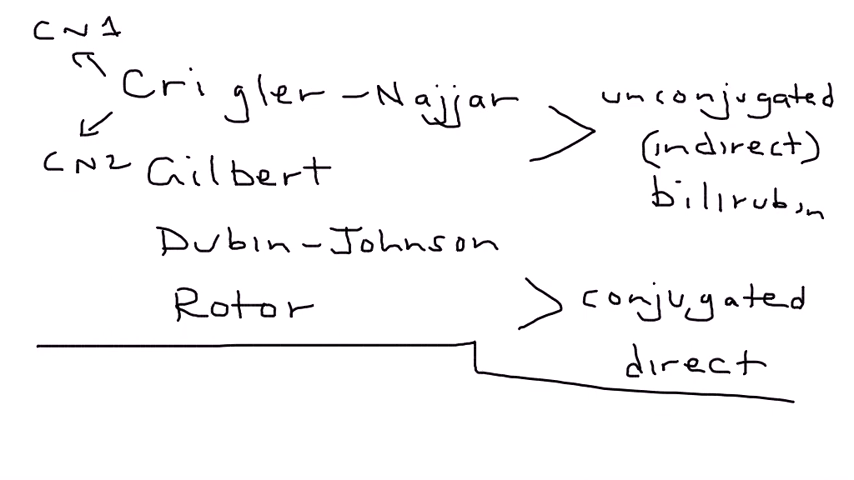 CN1
Crigler-Najjar
CN2
Gilbert
unconjugated
(indirect)
bilirubin
Dubin-Johnson
Rotor
conjugated
direct